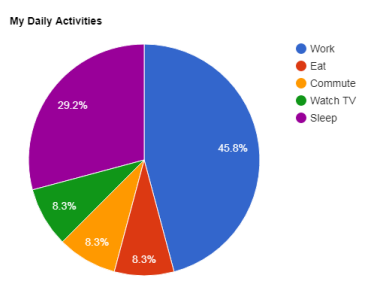 My Daily Activities
Work
Eat
Commute
Watch TV
Sleep
29.2%
45.8%
8.3%
8.3%
8.3%